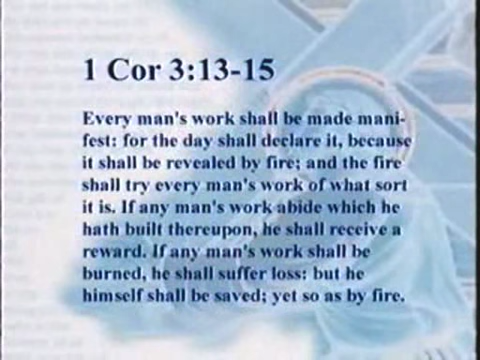 1 Cor 3:13-15
Every man's work shall be made mani-
fest: for the day shall declare it, because
it shall be revealed by fire; and the fire
shall try every man's work of what sort
it is. If any man's work abide which he
hath built thereupon, he shall receive a
reward. If any man's work shall be
burned, he shall suffer loss: but he
himself shall be saved; yet so as by fire.